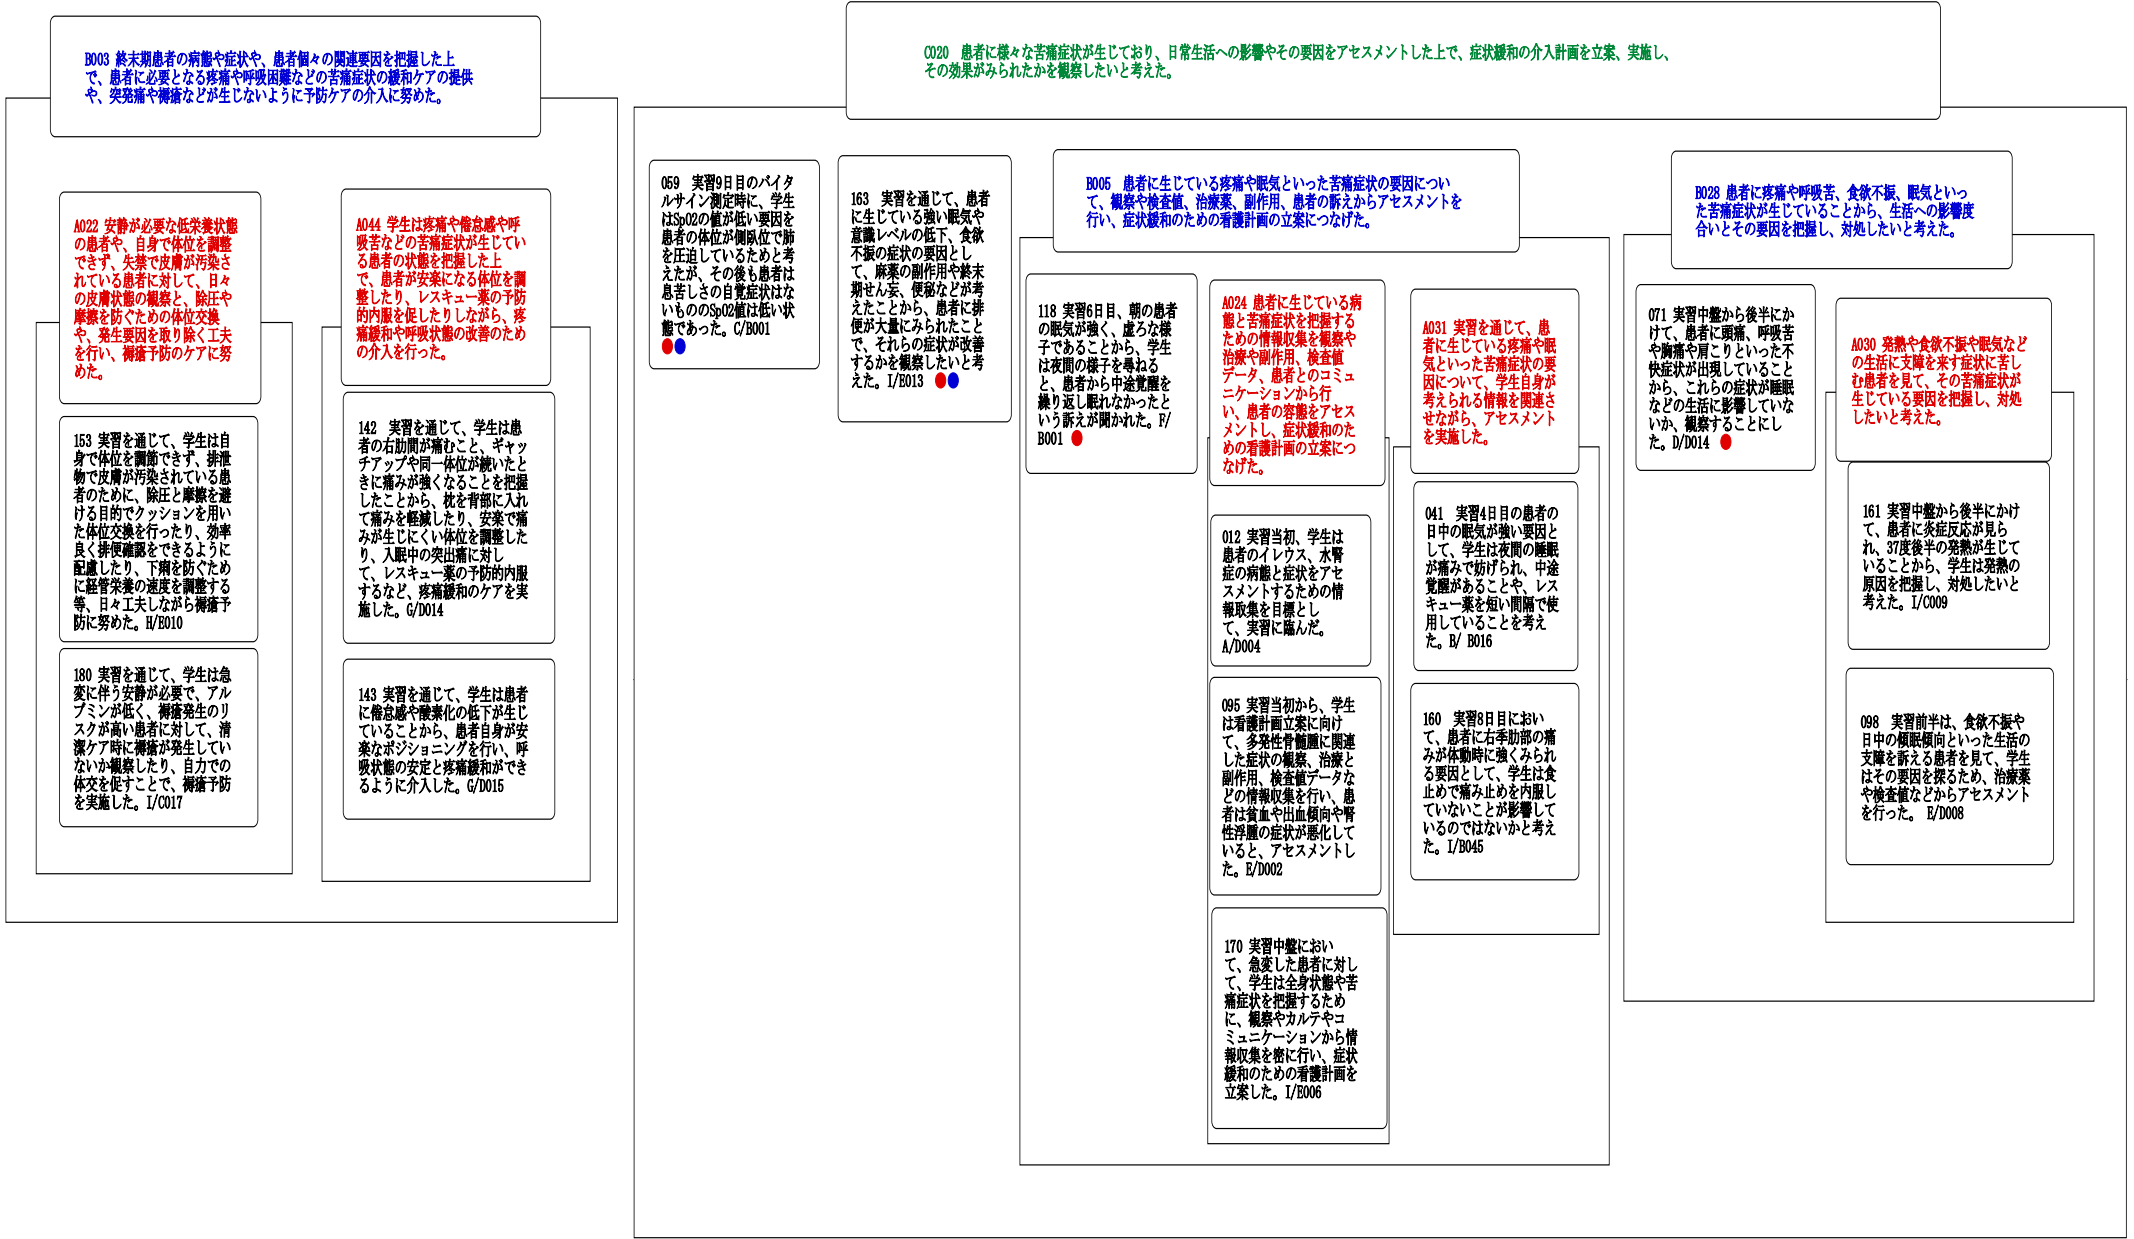 B003 終末期患者の病態や症状や、患者個々の関連要因を把握した上
で、患者に必要となる疼痛や呼吸困難などの苦痛症状の緩和ケアの提供
や、突発痛や褥瘡などが生じないように予防ケアの介入に努めた。
A022 安静が必要な低栄養状態
の患者や、自身で体位を調整
できず、失禁で皮膚が汚染さ
れている患者に対して、日々
の皮膚状態の観察と、除圧や
摩擦を防ぐための体位交換
や、発生要因を取り除く工夫
を行い、褥瘡予防のケアに努
めた。
153 実習を通じて、学生は自
身で体位を調節できず、排泄
物で皮膚が汚染されている患
者のために、除圧と摩擦を避
ける目的でクッションを用い
た体位交換を行ったり、効率
良く排便確認をできるように
配慮したり、下痢を防ぐため
に経管栄養の速度を調整する
等、日々工夫しながら褥瘡予
防に努めた。H/E010
180 実習を通じて、学生は急
変に伴う安静が必要で、アル
ブミンが低く、褥瘡発生のリ
スクが高い患者に対して、清
潔ケア時に褥瘡が発生してい
ないか観察したり、自力での
体交を促すことで、褥瘡予防
を実施した。I/C017
A044 学生は疼痛や倦怠感や呼
吸苦などの苦痛症状が生じてい
る患者の状態を把握した上
で、患者が安楽になる体位を調
整したり、レスキュー薬の予防
的内服を促したりしながら、疼
痛緩和や呼吸状態の改善のため
の介入を行った。
142 実習を通じて、学生は患
者の右肋間が痛むこと、ギャッ
チアップや同一体位が続いたと
きに痛みが強くなることを把握
したことから、枕を背部に入れ
て痛みを軽減したり、安楽で痛
みが生じにくい体位を調整した
り、入眠中の突出痛に対し
て、レスキュー薬の予防的内服
するなど、疼痛緩和のケアを実
施した。G/D014
143 実習を通じて、学生は患者
に倦怠感や酸素化の低下が生じ
ていることから、患者自身が安
楽なポジショニングを行い、呼
吸状態の安定と疼痛緩和ができ
るように介入した。G/D015
C020 患者に様々な苦痛症状が生じており、日常生活への影響やその要因をアセスメントした上で、症状緩和の介入計画を立案、実施し、
その効果がみられたかを観察したいと考えた。
059 実習9日目のバイタ
ルサイン測定時に、学生
はSpO2の値が低い要因を
患者の体位が側臥位で肺
を圧迫しているためと考
えたが、その後も患者は
息苦しさの自覚症状はな
いもののSpO2値は低い状
態であった。C/B001
163 実習を通じて、患者
に生じている強い眠気や
意識レベルの低下、食欲
不振の症状の要因とし
て、麻薬の副作用や終末
期せん妄、便秘などが考
えたことから、患者に排
便が大量にみられたこと
で、それらの症状が改善
するかを観察したいと考
えた。I/E013
B005 患者に生じている疼痛や眠気といった苦痛症状の要因につい
て、観察や検査値、治療薬、副作用、患者の訴えからアセスメントを
行い、症状緩和のための看護計画の立案につなげた。
118 実習6日目、朝の患者
の眠気が強く、虚ろな様
子であることから、学生
は夜間の様子を尋ねる
と、患者から中途覚醒を
繰り返し眠れなかったと
いう訴えが聞かれた。F/
B001
A024 患者に生じている病
態と苦痛症状を把握する
ための情報収集を観察や
治療や副作用、検査値
データ、患者とのコミュ
ニケーションから行
い、患者の容態をアセス
メントし、症状緩和のた
めの看護計画の立案につ
なげた。
012 実習当初、学生は
患者のイレウス、水腎
症の病態と症状をアセ
スメントするための情
報収集を目標とし
て、実習に臨んだ。
A/D004
095 実習当初から、学生
は看護計画立案に向け
て、多発性骨髄腫に関連
した症状の観察、治療と
副作用、検査値データな
どの情報収集を行い、患
者は貧血や出血傾向や腎
性浮腫の症状が悪化して
いると、アセスメントし
た。E/D002
170 実習中盤におい
て、急変した患者に対し
て、学生は全身状態や苦
痛症状を把握するため
に、観察やカルテやコ
ミュニケーションから情
報収集を密に行い、症状
緩和のための看護計画を
立案した。I/E006
A031 実習を通じて、患
者に生じている疼痛や眠
気といった苦痛症状の要
因について、学生自身が
考えられる情報を関連さ
せながら、アセスメント
を実施した。
041 実習4日目の患者の
日中の眠気が強い要因と
して、学生は夜間の睡眠
が痛みで妨げられ、中途
覚醒があることや、レス
キュー薬を短い間隔で使
用していることを考え
た。B/ B016
160 実習8日目におい
て、患者に右季肋部の痛
みが体動時に強くみられ
る要因として、学生は食
止めで痛み止めを内服し
ていないことが影響して
いるのではないかと考え
た。I/B045
B028 患者に疼痛や呼吸苦、食欲不振、眠気といっ
た苦痛症状が生じていることから、生活への影響度
合いとその要因を把握し、対処したいと考えた。
071 実習中盤から後半にか
けて、患者に頭痛、呼吸苦
や胸痛や肩こりといった不
快症状が出現していること
から、これらの症状が睡眠
などの生活に影響していな
いか、観察することにし
た。D/D014
A030 発熱や食欲不振や眠気など
の生活に支障を来す症状に苦し
む患者を見て、その苦痛症状が
生じている要因を把握し、対処
したいと考えた。
161 実習中盤から後半にかけ
て、患者に炎症反応が見ら
れ、37度後半の発熱が生じて
いることから、学生は発熱の
原因を把握し、対処したいと
考えた。I/C009
098 実習前半は、食欲不振や
日中の傾眠傾向といった生活の
支障を訴える患者を見て、学生
はその要因を探るため、治療薬
や検査値などからアセスメント
を行った。 E/D008